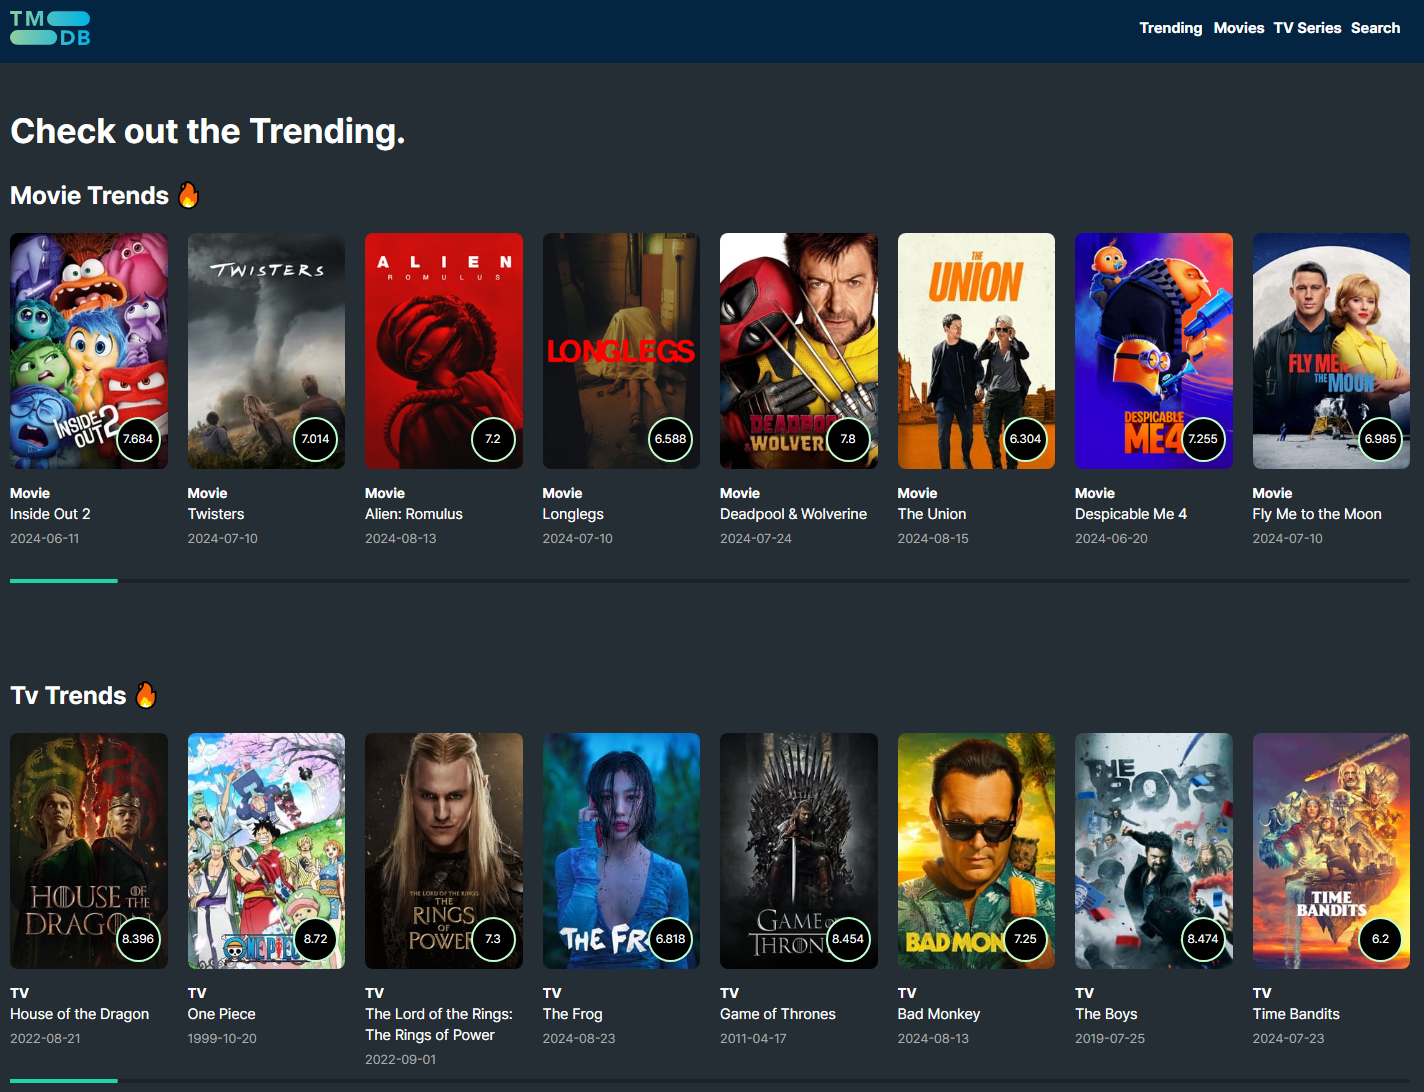 TM
DB
Trending Movies TV Series Search
Check out the Trending.
Movie Trends
INSIDE
OUT 2
7.684
TWISTERS
7.014
ALIEN
ROMULUS
7.2
LONGLEGS
6.588
DEADPOOL
& WOLVERI
7.8
THE
UNION
6.304
DESPICABLE
ME 4
7.255
FLY ME
TO THE MOON
6.985
Movie
Inside Out 2
2024-06-11
Movie
Twisters
2024-07-10
Movie
Alien: Romulus
2024-08-13
Movie
Longlegs
2024-07-10
Movie
Deadpool & Wolverine
2024-07-24
Movie
The Union
2024-08-15
Movie
Despicable Me 4
2024-06-20
Movie
Fly Me to the Moon
2024-07-10
Tv Trends
HOUSE OF THE
DRAGON
8.396
ONE PIECE
8.72
THE LORD OF THE RINGS
THE
RINGS
OF
POWER
7.3
THE FR
6.818
GAME OF
THRON
8.454
BAD MON
7.25
THE
BOYS
8.474
TIME
BANDITS
6.2
TV
House of the Dragon
2022-08-21
TV
One Piece
1999-10-20
TV
The Lord of the Rings:
The Rings of Power
2022-09-01
TV
The Frog
2024-08-23
TV
Game of Thrones
2011-04-17
TV
Bad Monkey
2024-08-13
TV
The Boys
2019-07-25
TV
Time Bandits
2024-07-23